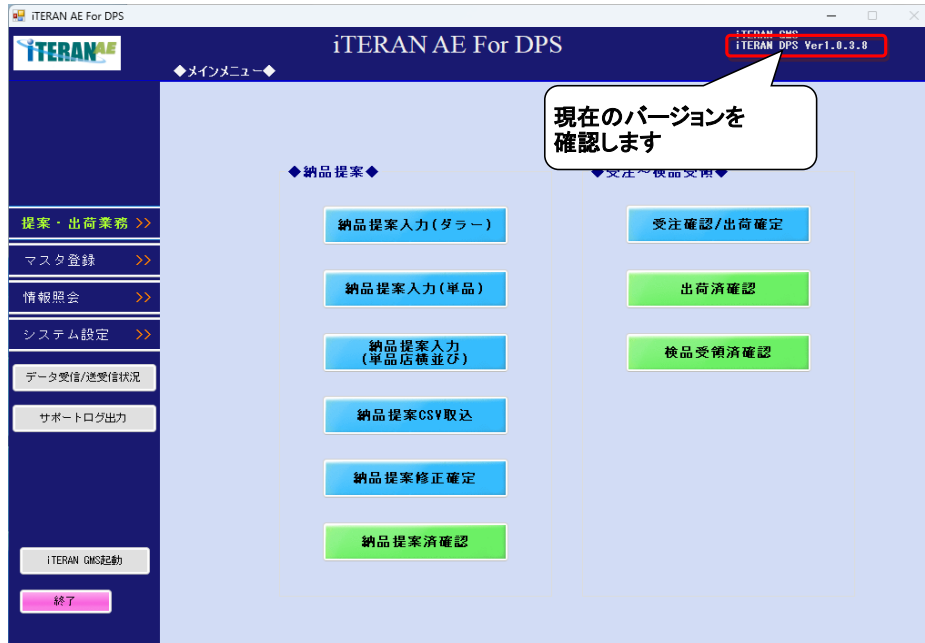 iTERAN AE For DPS
iTERAN AE
iTERAN AE For DPS
iTERAN GMS
iTERAN DPS Ver1.0.3.8
◆メインメニュー◆
現在のバージョンを
確認します
◆納品提案◆
◆受注～検品受領◆
提案・出荷業務 >>
マスタ登録 >>
情報照会 >>
システム設定 >>
データ受信/送受信状況
サポートログ出力
iTERAN GMS起動
終了
納品提案入力(ダラー)
納品提案入力(単品)
納品提案入力
(単品店横並び)
納品提案CSV取込
納品提案修正確定
納品提案済確認
受注確認/出荷確定
出荷済確認
検品受領済確認